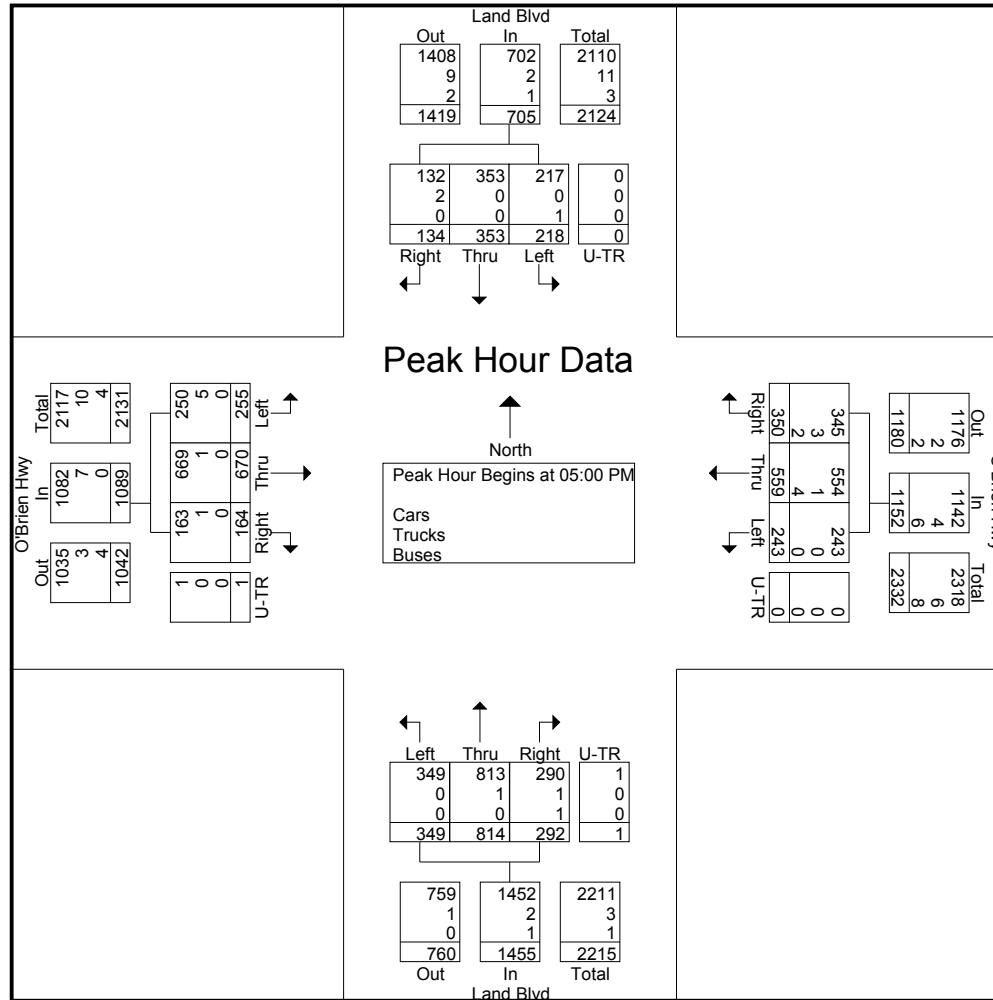 Land Blvd
Out In Total
1408 702 2110
9 2 11
2 1 3
1419 705 2124
132 353 217 0
2 0 0 0
0 0 1 0
134 353 218 0
Right Thru Left U-TR
Peak Hour Data
North
Peak Hour Begins at 05:00 PM
Cars
Trucks
Buses
O'Brien Hwy
Out In Total
1035 1082 2117
3 7 10
4 0 4
1042 1089 2131
U-TR Right Thru Left
1 163 669 250
0 1 1 5
0 0 0 0
1 164 670 255
Out In Total
1176 1142 2318
2 4 6
2 6 8
1180 1152 2332
345 554 243 0
3 1 0 0
2 4 0 0
350 559 243 0
Right Thru Left U-TR
Left Thru Right U-TR
349 813 290 1
0 1 1 0
0 0 1 0
349 814 292 1
759 1452 2211
1 2 3
0 1 1
760 1455 2215
Out In Total
Land Blvd